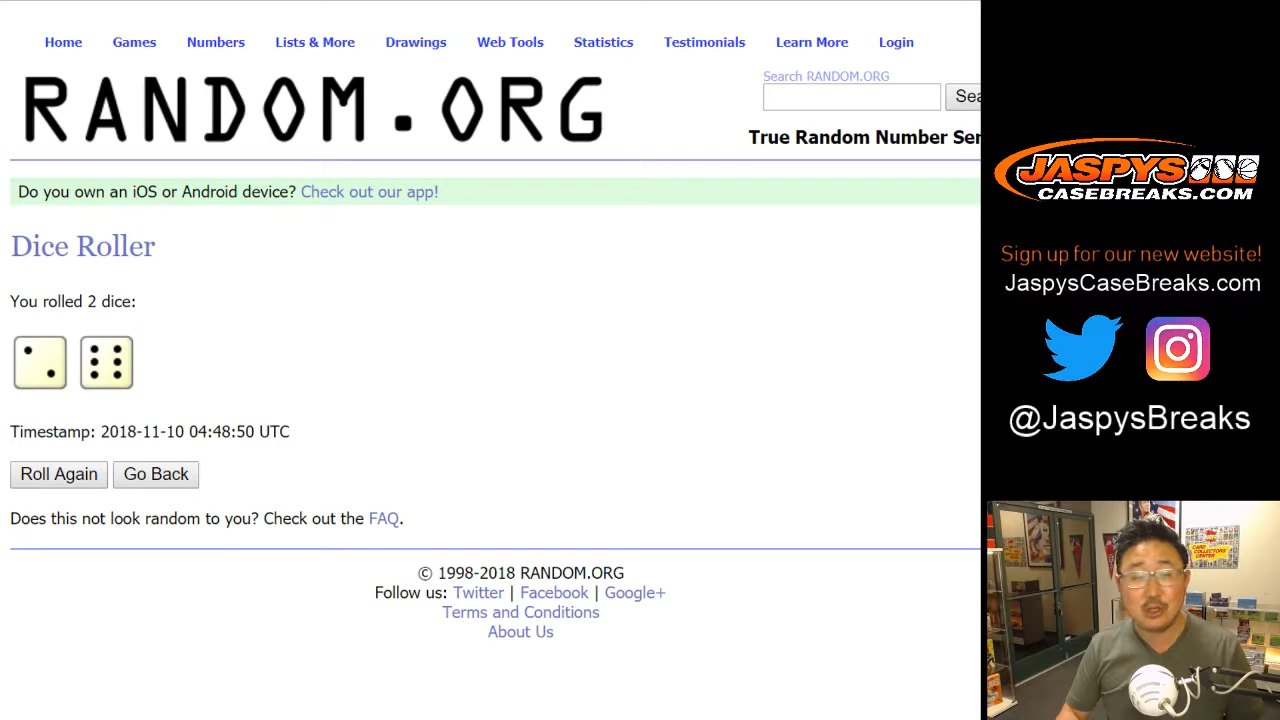 Home Games Numbers Lists & More Drawings Web Tools Statistics Testimonials Learn More Login
RANDOM.ORG
Search RANDOM.ORG
Sea
True Random Number Ser
Do you own an iOS or Android device? Check out our app!
Dice Roller
You rolled 2 dice:
Timestamp: 2018-11-10 04:48:50 UTC
Roll Again Go Back
Does this not look random to you? Check out the FAQ.
© 1998-2018 RANDOM.ORG
Follow us: Twitter | Facebook | Google+
Terms and Conditions
About Us
JASPYS
CASEBREAKS.COM
Sign up for our new website!
JaspysCaseBreaks.com
@JaspysBreaks
CARD
COLLECTORS
CENTER